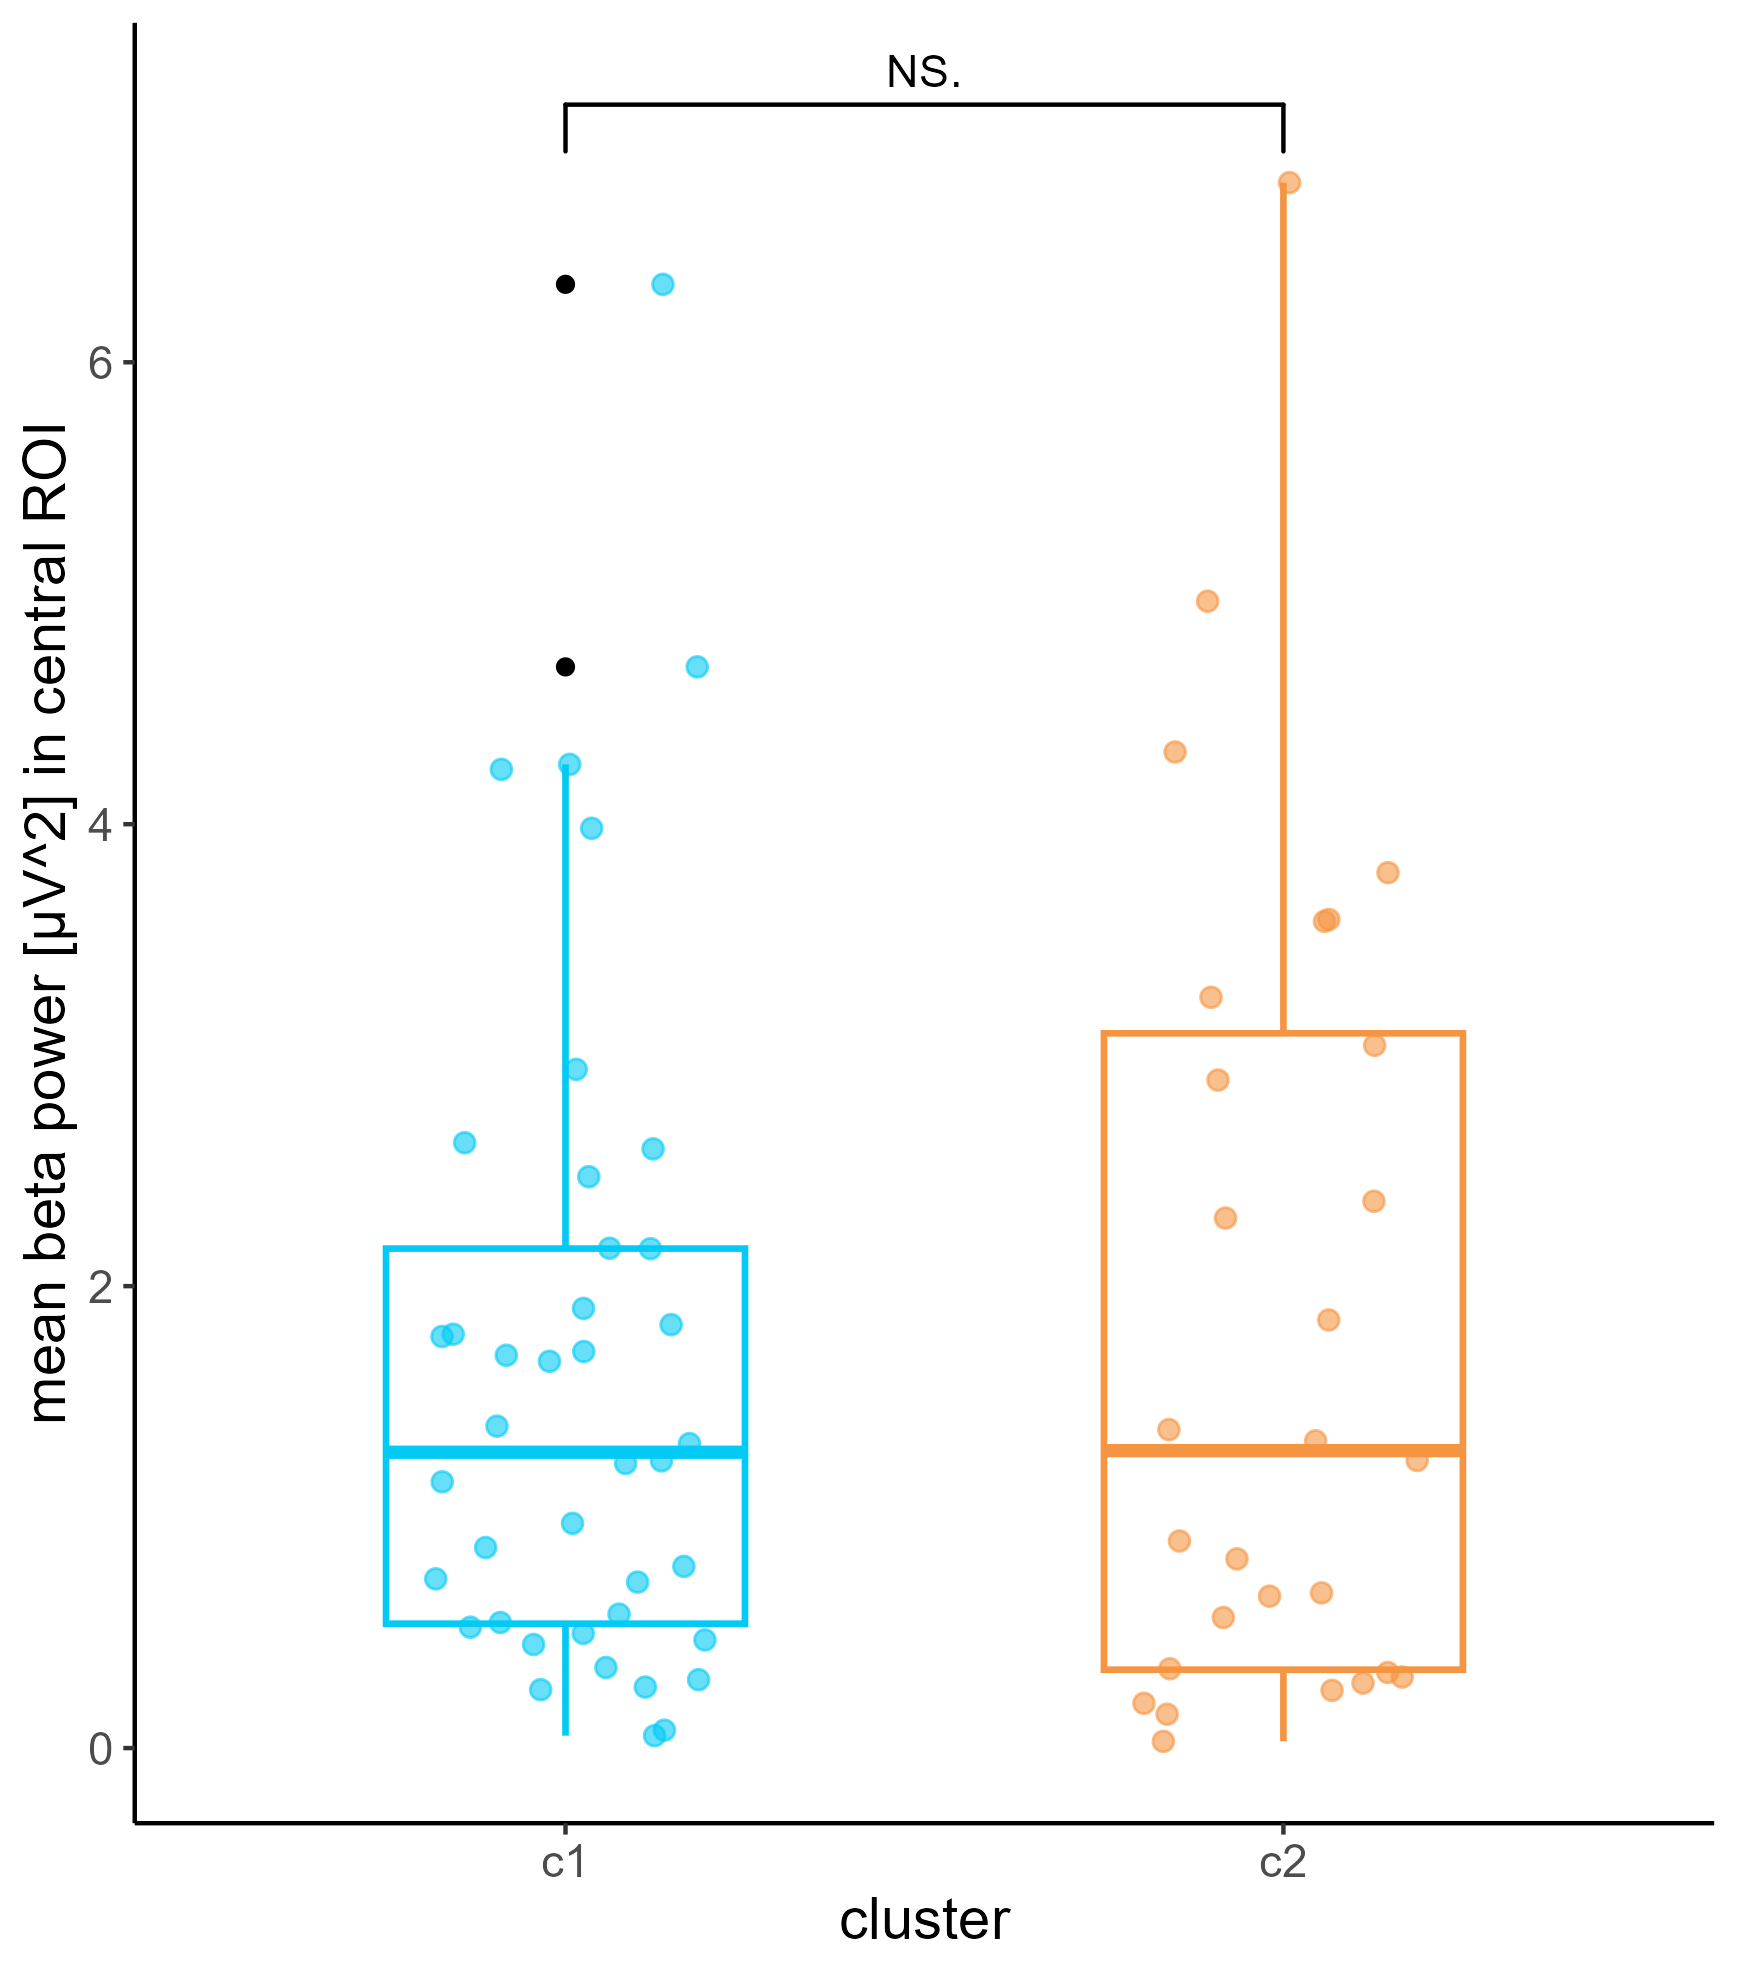 NS.
mean beta power [µV^2] in central ROI
6
4
2
0
c1
c2
cluster